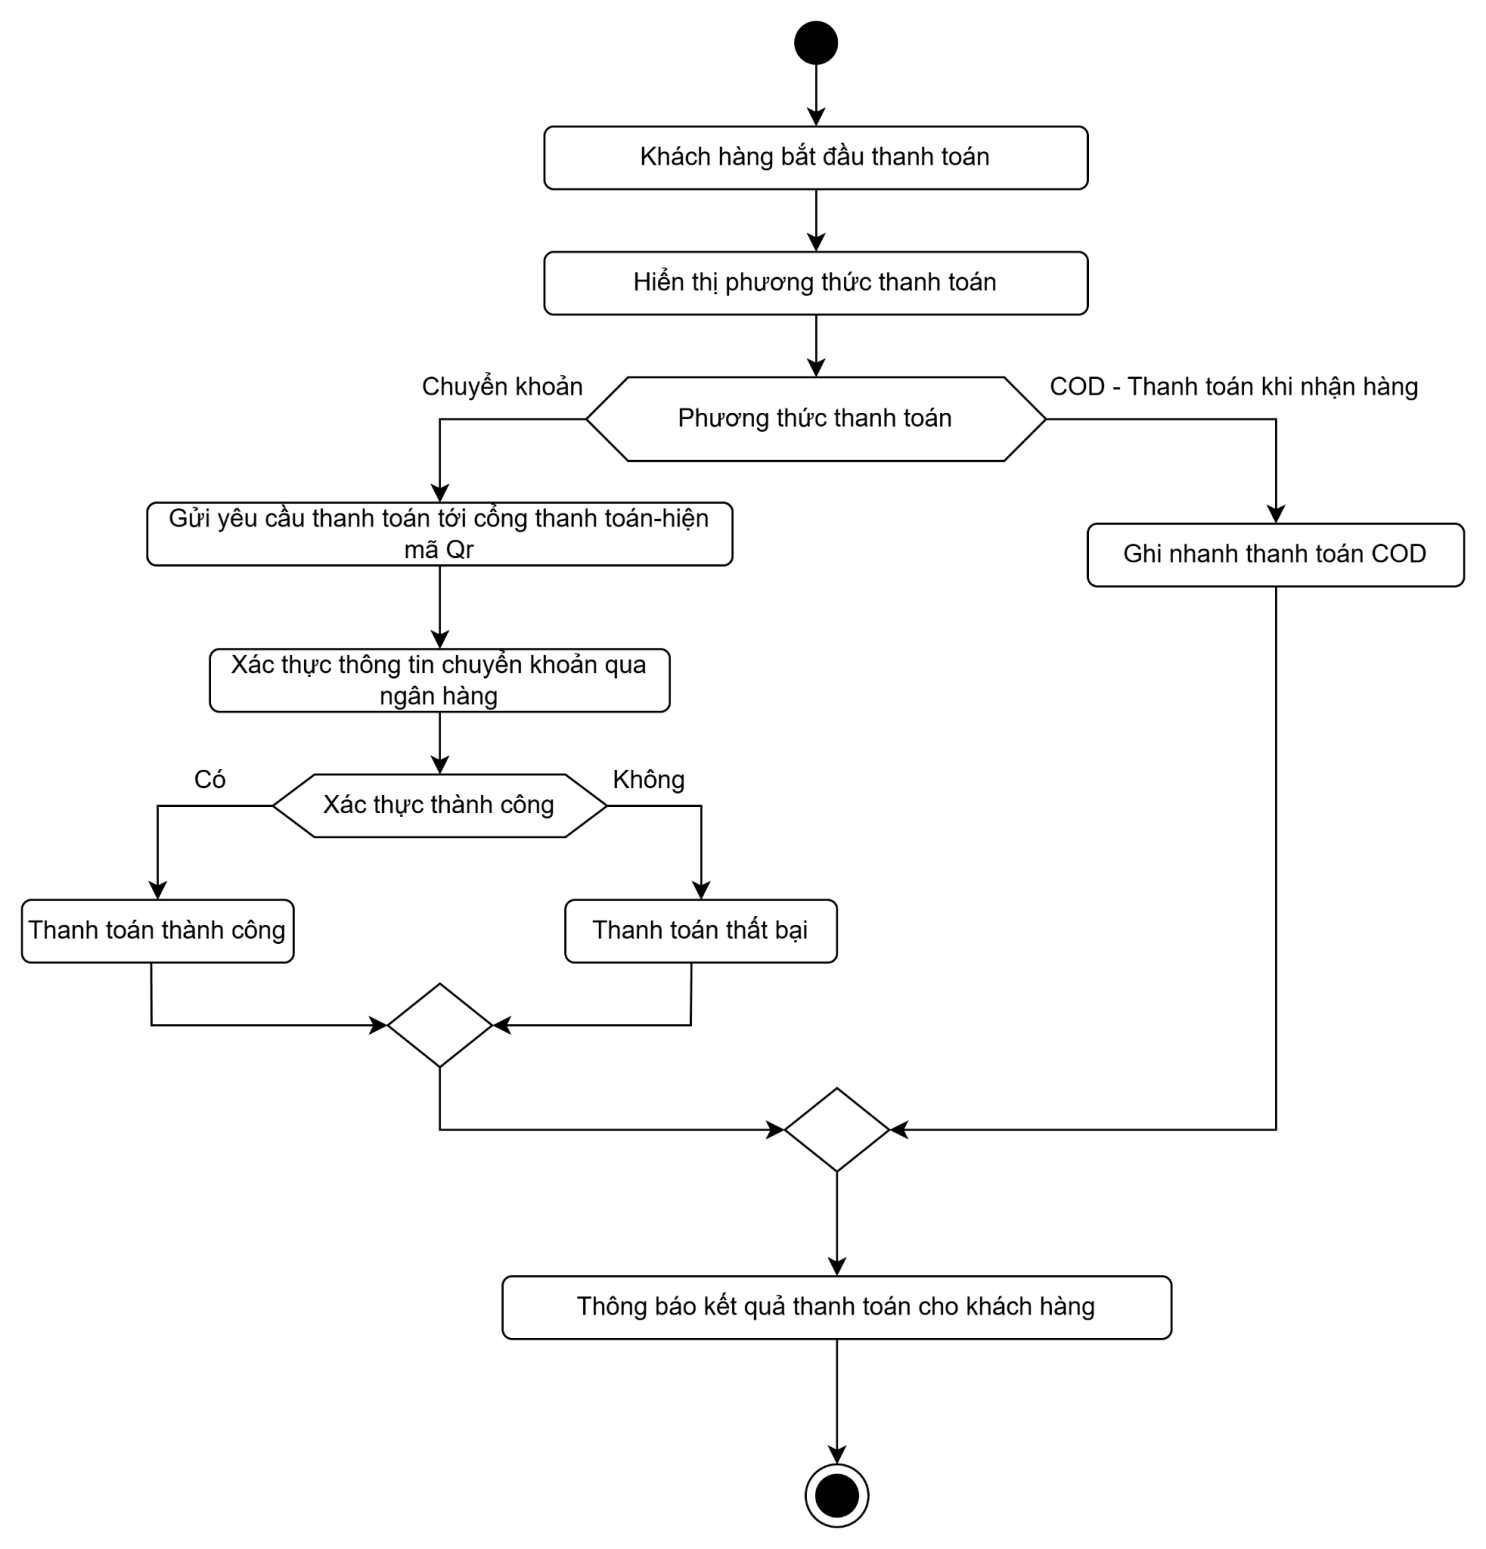 Khách hàng bắt đầu thanh toán
Hiển thị phương thức thanh toán
Chuyển khoản
COD - Thanh toán khi nhận hàng
Phương thức thanh toán
Gửi yêu cầu thanh toán tới cổng thanh toán-hiện
mã Qr
Ghi nhanh thanh toán COD
Xác thực thông tin chuyển khoản qua
ngân hàng
Có
Không
Xác thực thành công
Thanh toán thành công
Thanh toán thất bại
Thông báo kết quả thanh toán cho khách hàng